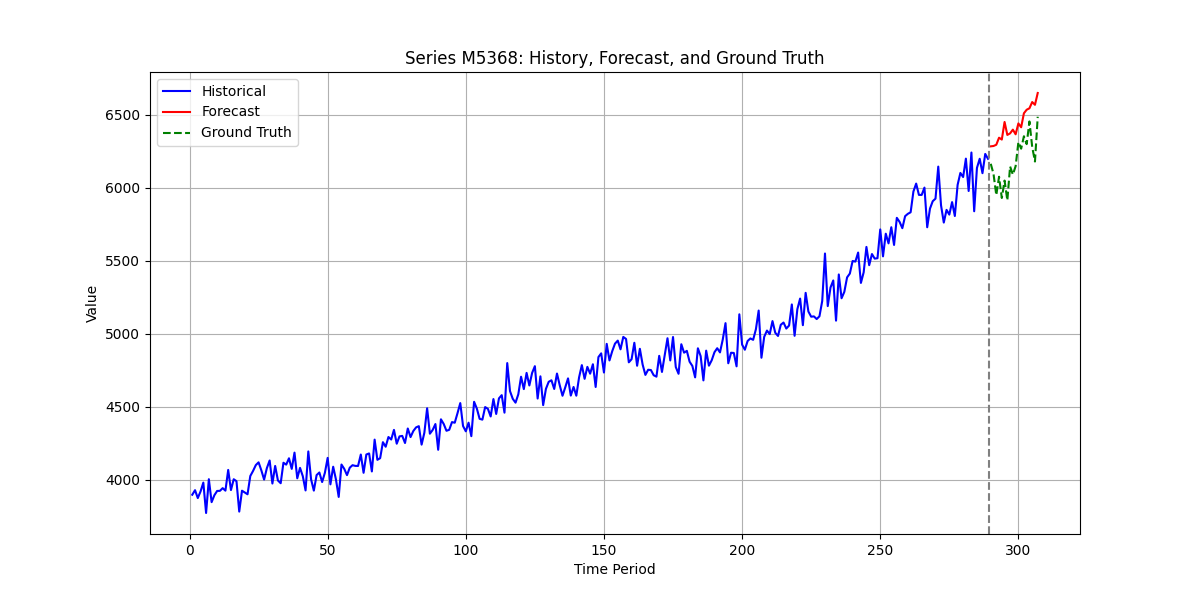 Series M5368: History, Forecast, and Ground Truth
Historical
Forecast
Ground Truth
6500
6000
5500
5000
4500
4000
Value
0 50 100 150 200 250 300
Time Period